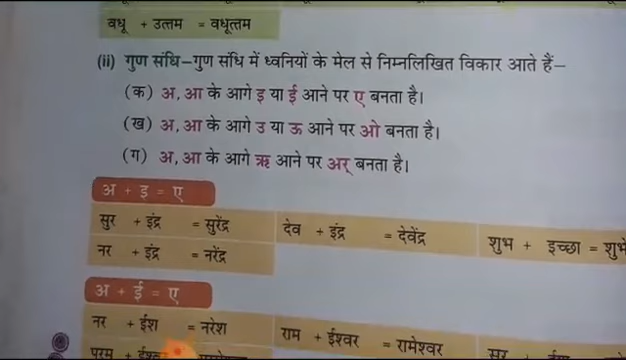 वधू + उत्तम = वधूत्तम
(ii) गुण संधि–गुण संधि में ध्वनियों के मेल से निम्नलिखित विकार आते हैं–
(क) अ, आ के आगे इ या ई आने पर ए बनता है।
(ख) अ, आ के आगे उ या ऊ आने पर ओ बनता है।
(ग) अ, आ के आगे ऋ आने पर अर् बनता है।
अ + इ = ए
सुर + इंद्र = सुरेंद्र देव + इंद्र = देवेंद्र शुभ + इच्छा =
नर + इंद्र = नरेंद्र
अ + ई = ए
नर + ईश = नरेश राम + ईश्वर = रामेश्वर
परम +